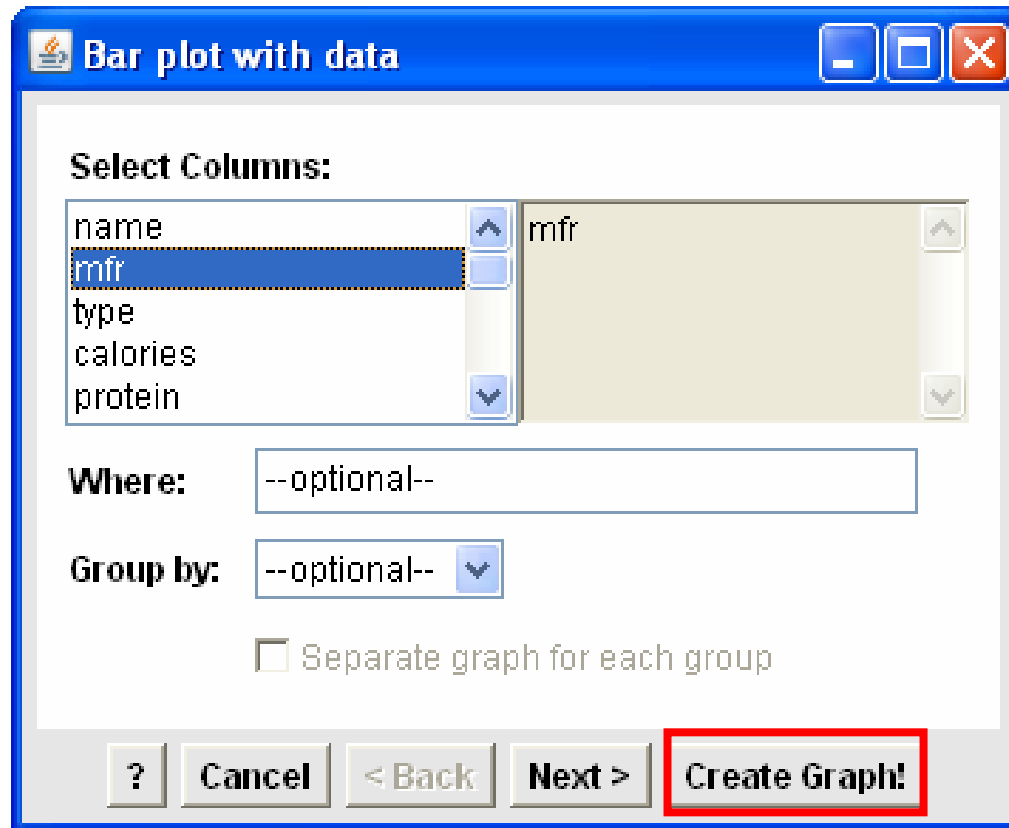 Bar plot with data
Select Columns:
name
mfr
type
calories
protein
mfr
Where: --optional--
Group by: --optional--
Separate graph for each group
? Cancel < Back Next > Create Graph!